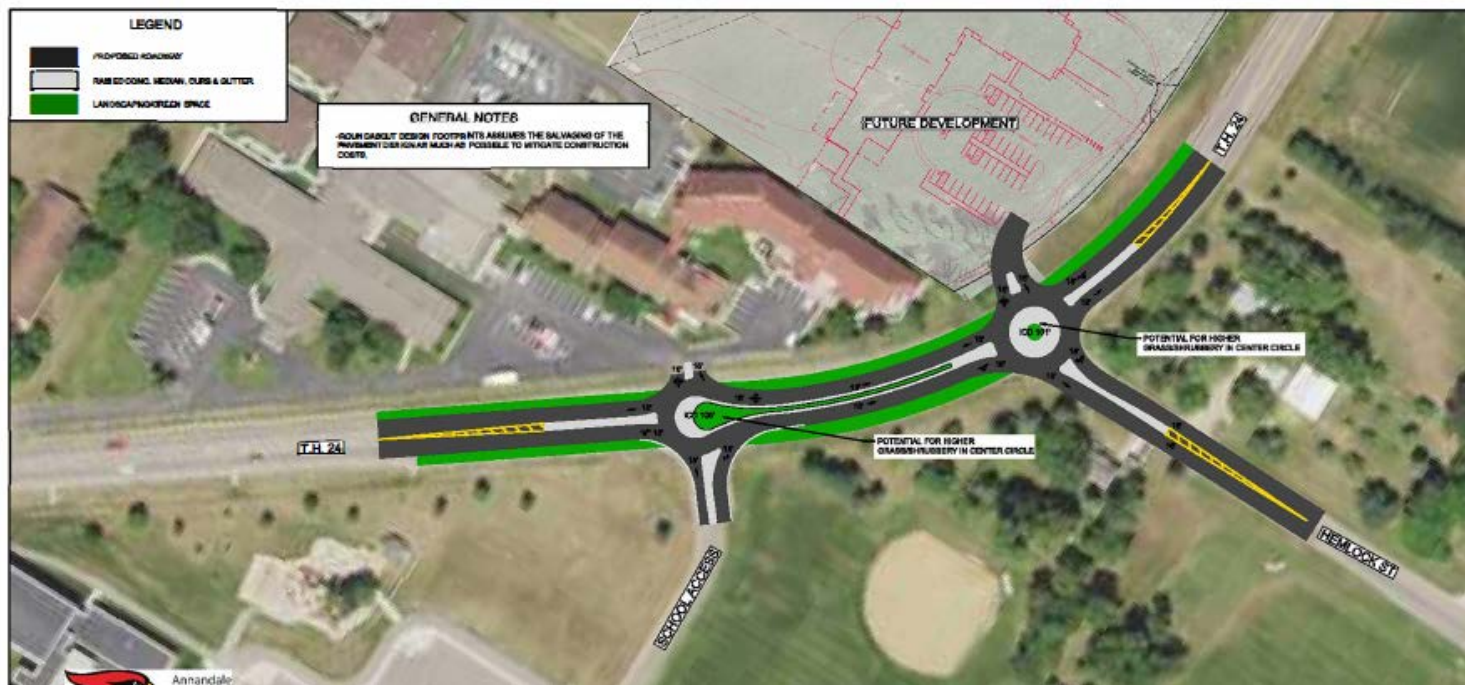 LEGEND
PROPOSED ROADWAY
RAISED CONC. MEDIAN, CURB & GUTTER
LANDSCAPING/GREEN SPACE
GENERAL NOTES
-ROUNDABOUT DESIGN FOOTPRINTS ASSUMES THE SALVAGING OF THE
PAVEMENT DESIGN AS MUCH AS POSSIBLE TO MITIGATE CONSTRUCTION
COSTS.
FUTURE DEVELOPMENT
T.H. 24
POTENTIAL FOR HIGHER
GRASS/SHRUBBERY IN CENTER CIRCLE
T.H. 24
POTENTIAL FOR HIGHER
GRASS/SHRUBBERY IN CENTER CIRCLE
HEMLOCK ST
SCHOOL ACCESS
Annandale